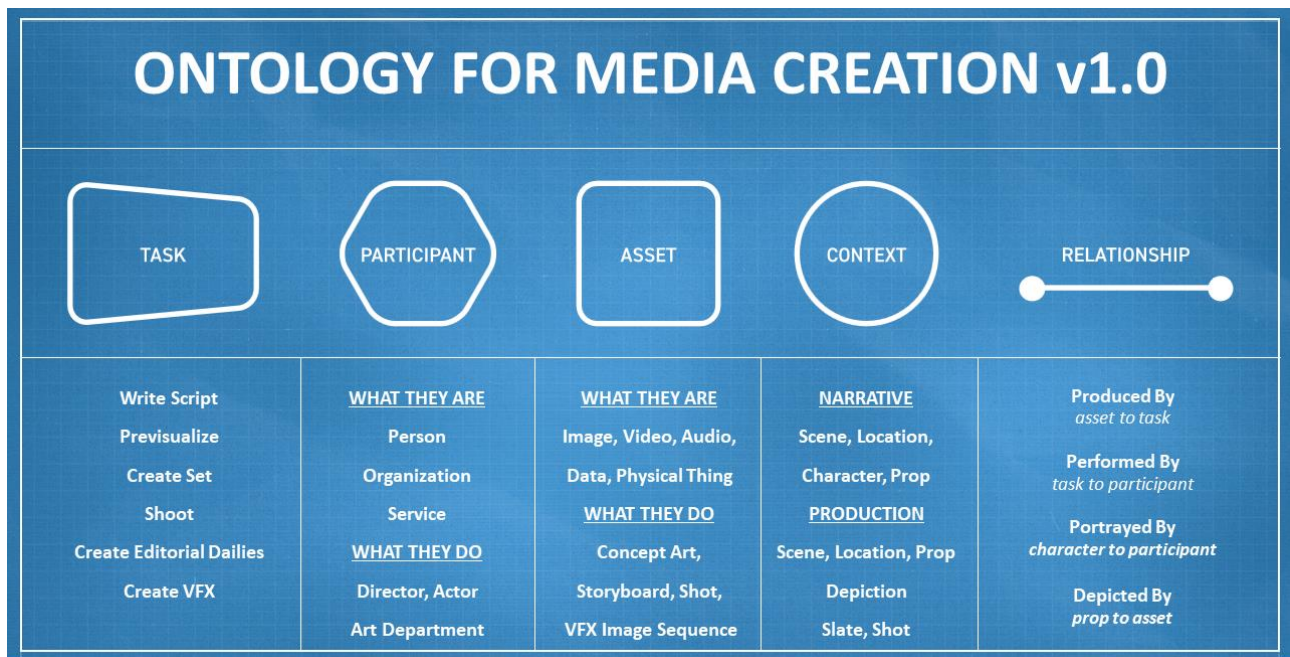 ONTOLOGY FOR MEDIA CREATION v1.0
TASK
PARTICIPANT
ASSET
CONTEXT
RELATIONSHIP
Write Script
Previsualize
Create Set
Shoot
Create Editorial Dailies
Create VFX
WHAT THEY ARE
Person
Organization
Service
WHAT THEY DO
Director, Actor
Art Department
WHAT THEY ARE
Image, Video, Audio,
Data, Physical Thing
WHAT THEY DO
Concept Art,
Storyboard, Shot,
VFX Image Sequence
NARRATIVE
Scene, Location,
Character, Prop
PRODUCTION
Scene, Location, Prop
Depiction
Slate, Shot
Produced By
asset to task
Performed By
task to participant
Portrayed By
character to participant
Depicted By
prop to asset